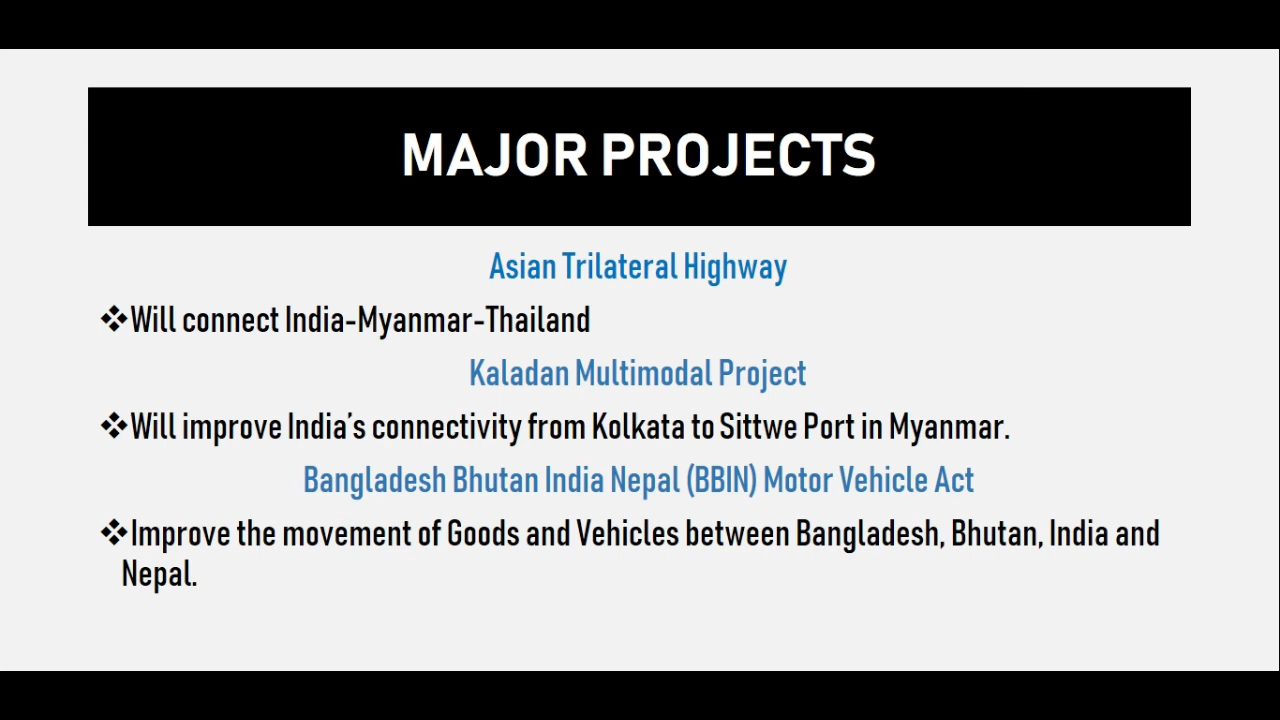 MAJOR PROJECTS
Asian Trilateral Highway
❖Will connect India-Myanmar-Thailand
Kaladan Multimodal Project
❖Will improve India’s connectivity from Kolkata to Sittwe Port in Myanmar.
Bangladesh Bhutan India Nepal (BBIN) Motor Vehicle Act
❖Improve the movement of Goods and Vehicles between Bangladesh, Bhutan, India and
Nepal.